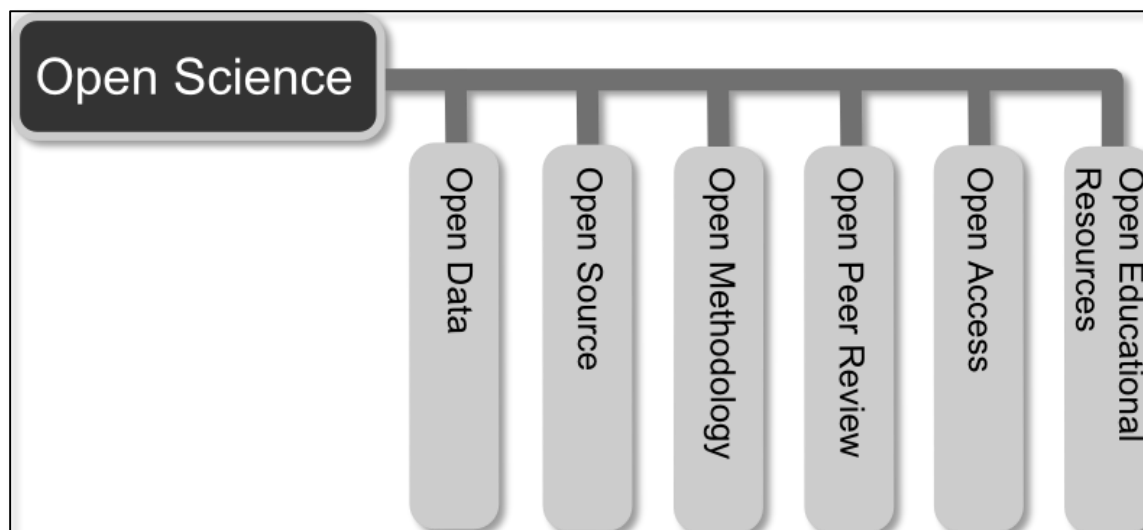 Open Science
Open Data
Open Source
Open Methodology
Open Peer Review
Open Access
Open Educational
Resources